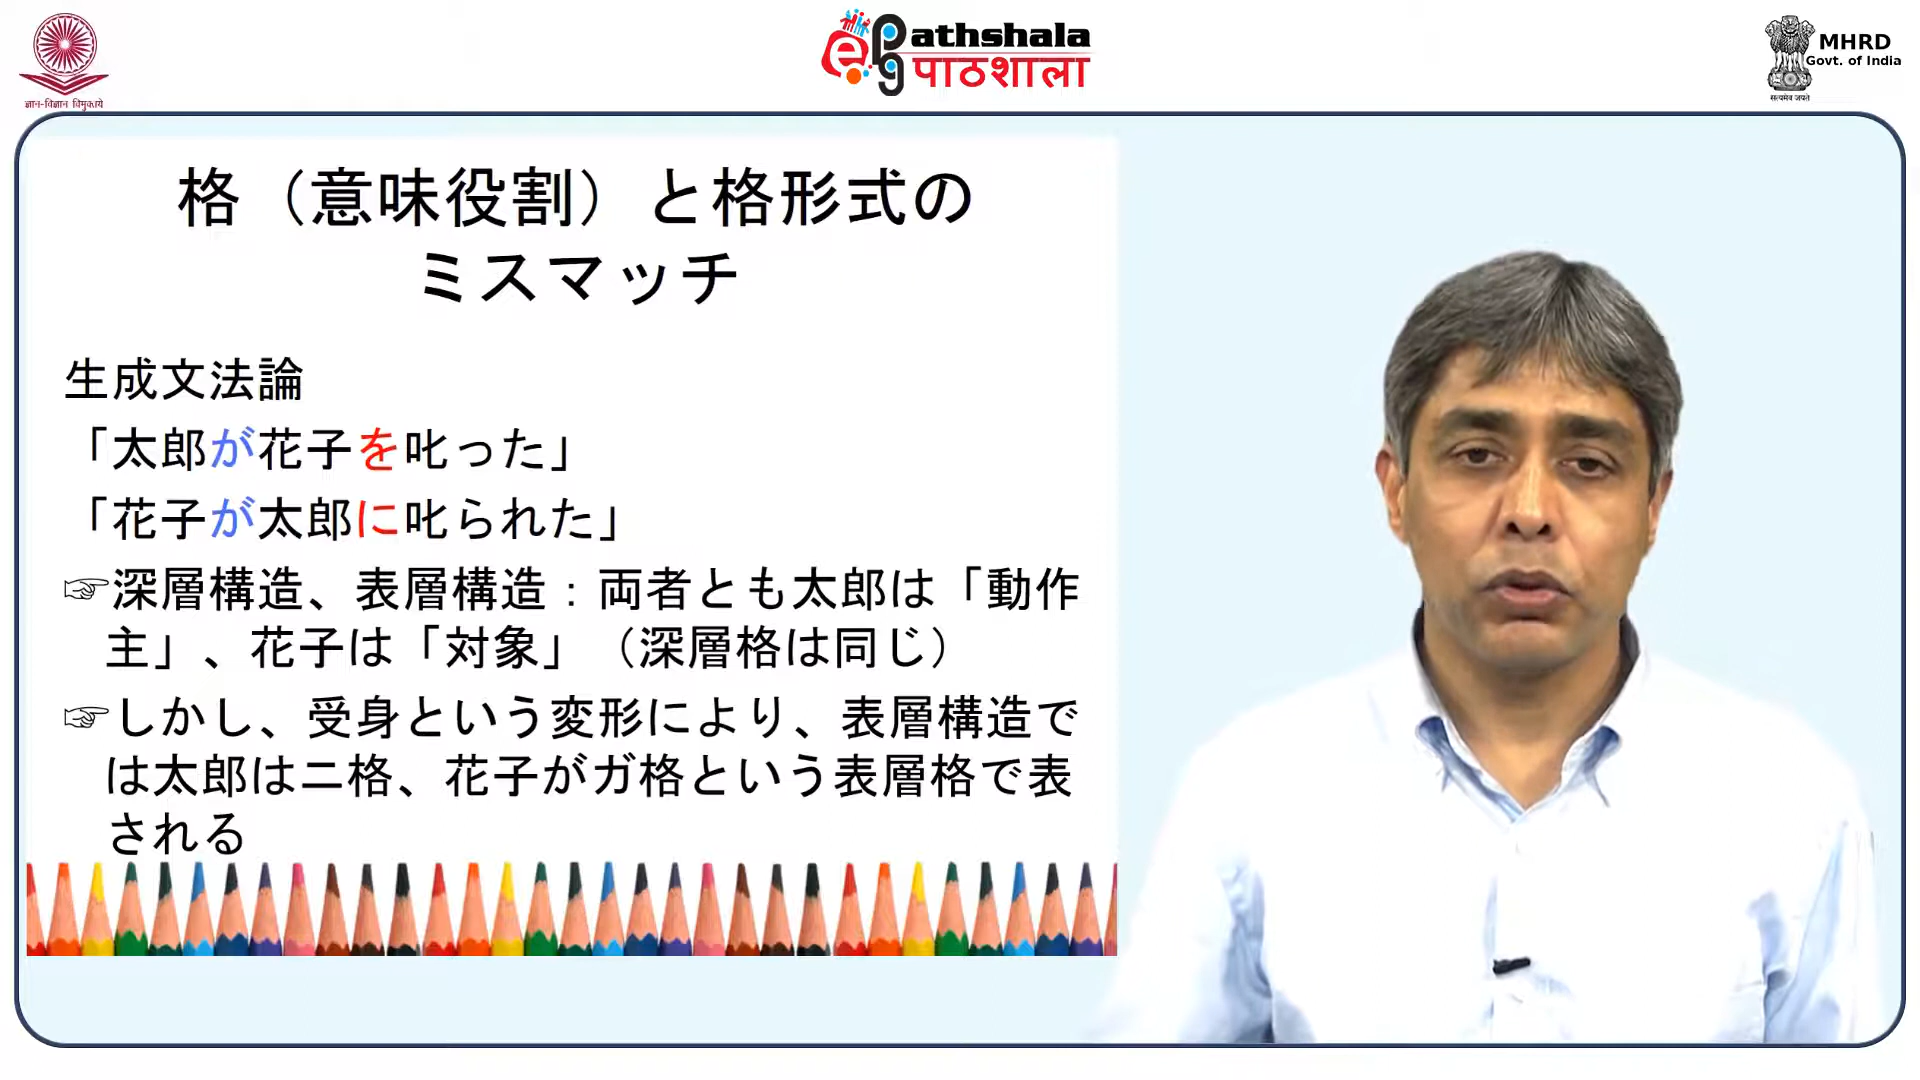 ज्ञान-विज्ञान विमुक्तये
ePathshala
पाठशाला
MHRD
Govt. of India
सत्यमेव जयते
格（意味役割）と格形式の
ミスマッチ
生成文法論
「太郎が花子を叱った」
「花子が太郎に叱られた」
☞深層構造、表層構造：両者とも太郎は「動作
主」、花子は「対象」（深層格は同じ）
☞しかし、受身という変形により、表層構造で
は太郎はニ格、花子がガ格という表層格で表
される